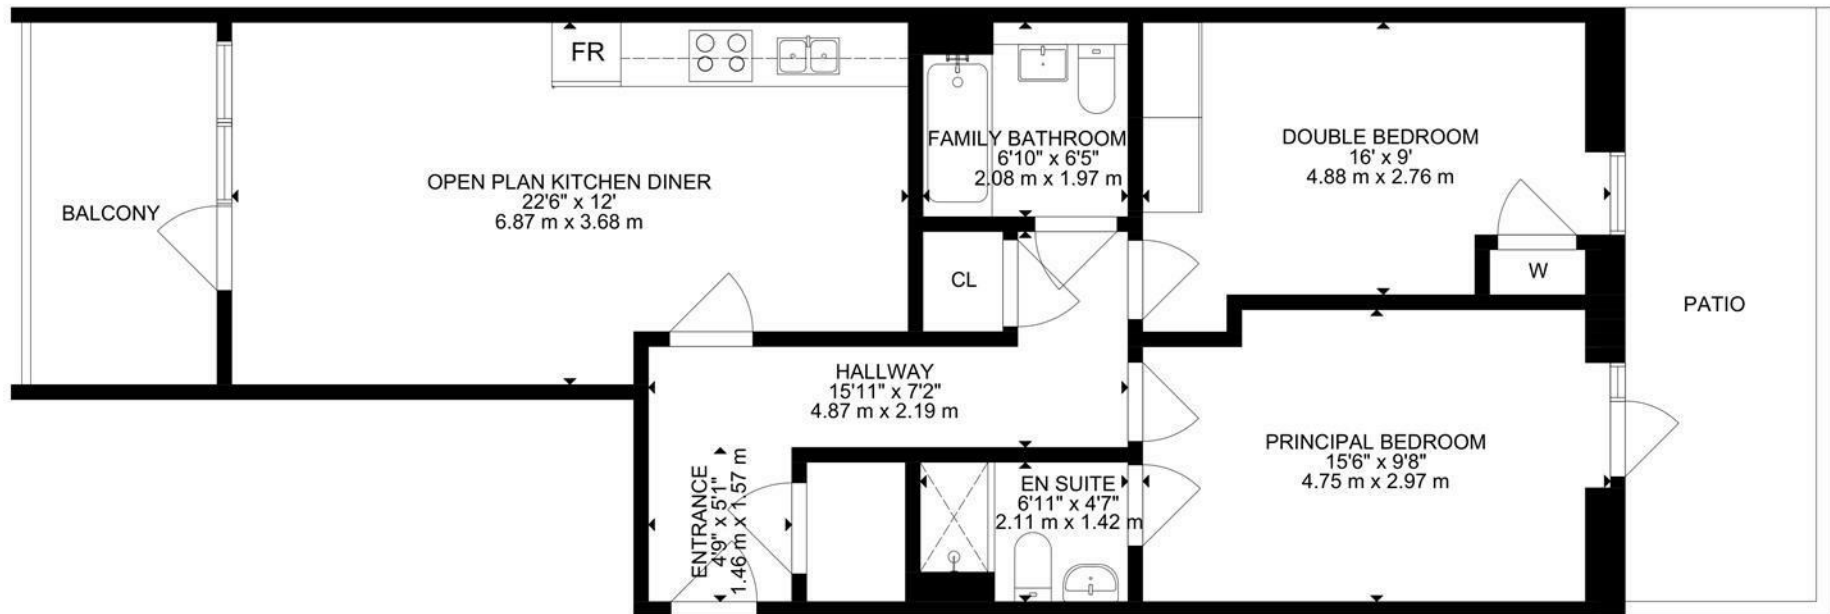 FR
BALCONY
OPEN PLAN KITCHEN DINER
22'6" x 12'
6.87 m x 3.68 m
FAMILY BATHROOM
6'10" x 6'5"
2.08 m x 1.97 m
DOUBLE BEDROOM
16' x 9'
4.88 m x 2.76 m
CL
W
PATIO
HALLWAY
15'11" x 7'2"
4.87 m x 2.19 m
PRINCIPAL BEDROOM
15'6" x 9'8"
4.75 m x 2.97 m
ENTRANCE
4'9" x 5'1"
1.46 m x 1.57 m
EN SUITE
6'11" x 4'7"
2.11 m x 1.42 m